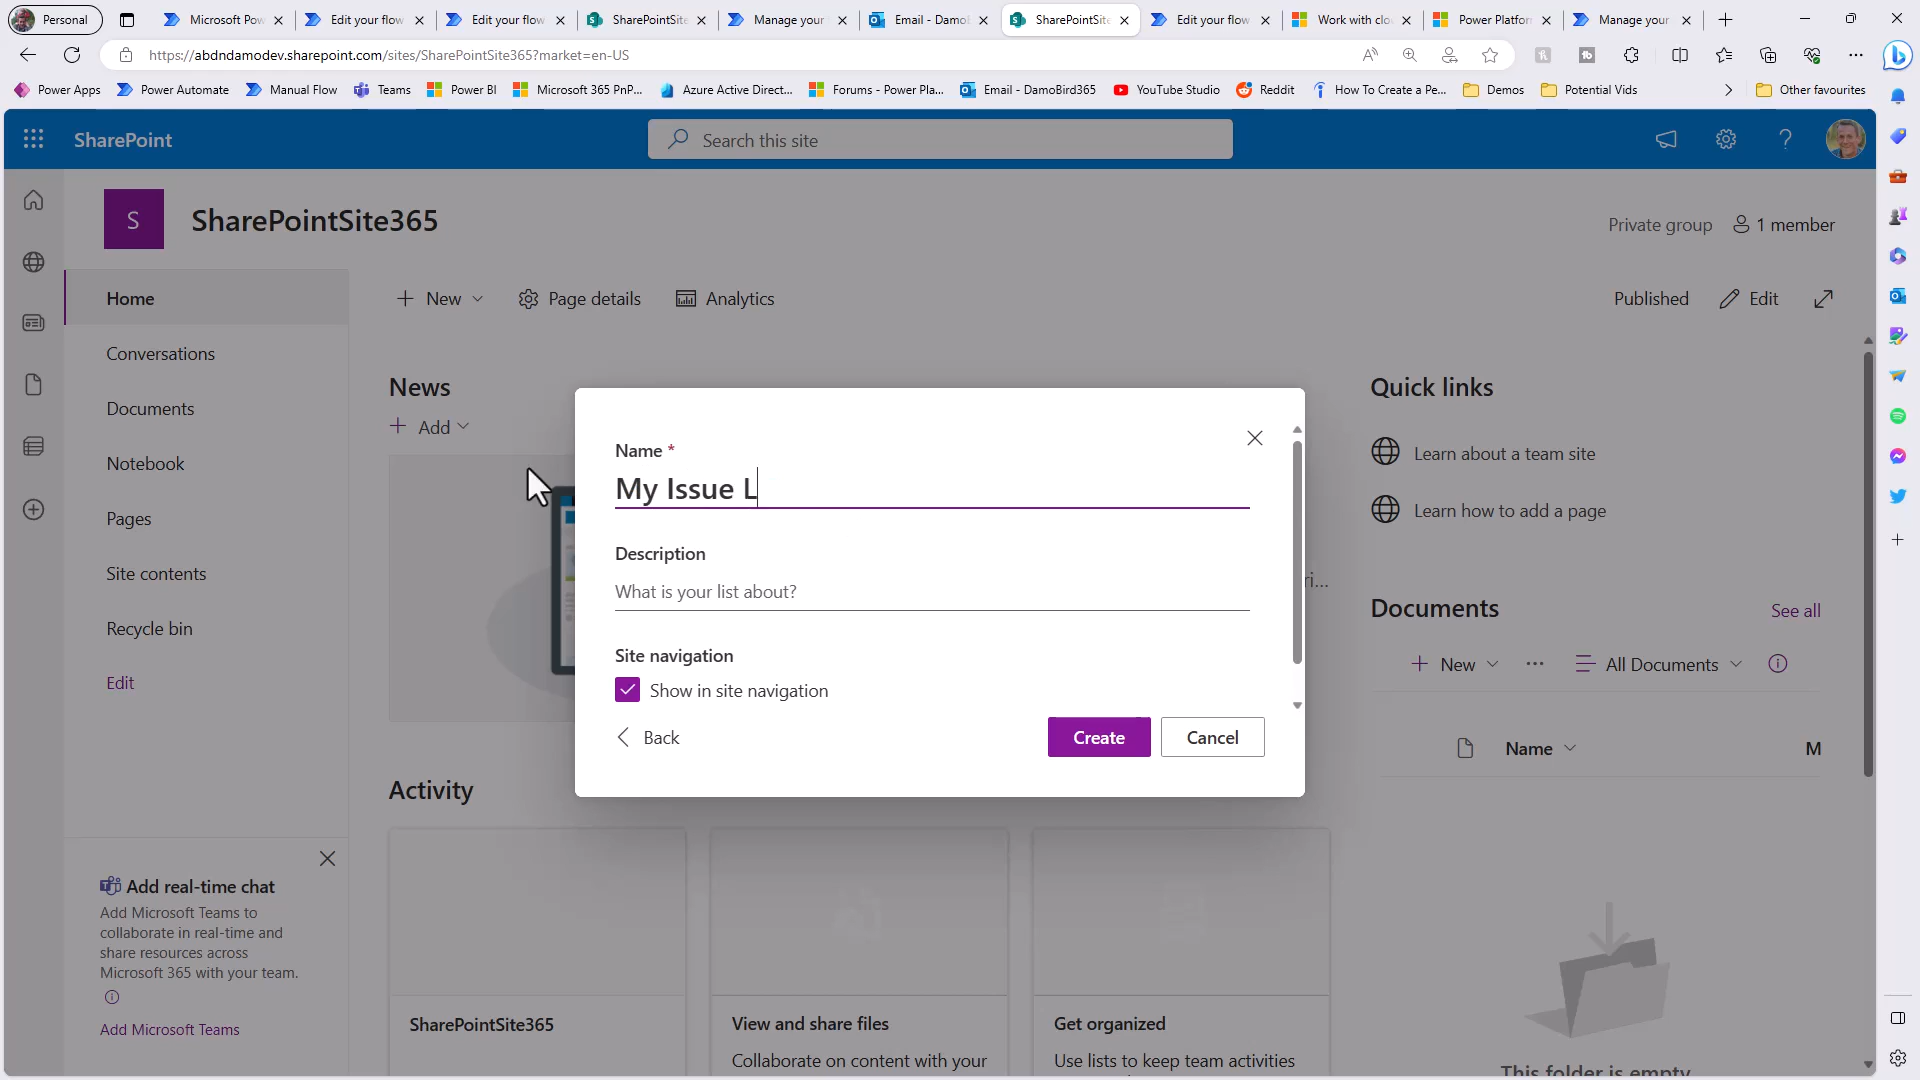 Personal
Microsoft Pow
Edit your flow
Edit your flow
SharePointSite
Manage your
Email - Damol
SharePointSite
Edit your flow
Work with clo
Power Platform
Manage your
https://abdndamodev.sharepoint.com/sites/SharePointSite365?market=en-US
Power Apps
Power Automate
Manual Flow
Teams
Power BI
Microsoft 365 PnP...
Azure Active Direct...
Forums - Power Pla...
Email - DamoBird365
YouTube Studio
Reddit
How To Create a Pe...
Demos
Potential Vids
Other favourites
SharePoint
Search this site
S
SharePointSite365
Private group
1 member
Home
Conversations
Documents
Notebook
Pages
Site contents
Recycle bin
Edit
New
Page details
Analytics
Published
Edit
News
Add
Name *
My Issue L
Description
What is your list about?
Site navigation
Show in site navigation
Back
Create
Cancel
ri...
Quick links
Learn about a team site
Learn how to add a page
Documents
See all
New
All Documents
Name
M
This folder is empty
Activity
SharePointSite365
View and share files
Collaborate on content with your
Get organized
Use lists to keep team activities
Add real-time chat
Add Microsoft Teams to
collaborate in real-time and
share resources across
Microsoft 365 with your team.
Add Microsoft Teams